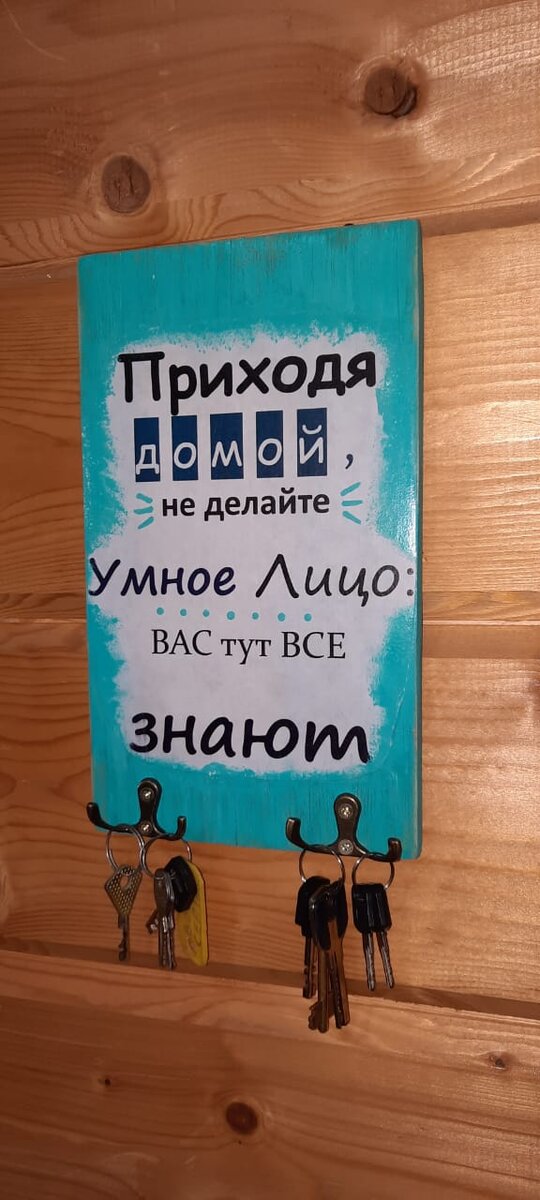 Приходя
домой,
не делайте
Умное Лицо:
ВАС тут ВСЕ
знают